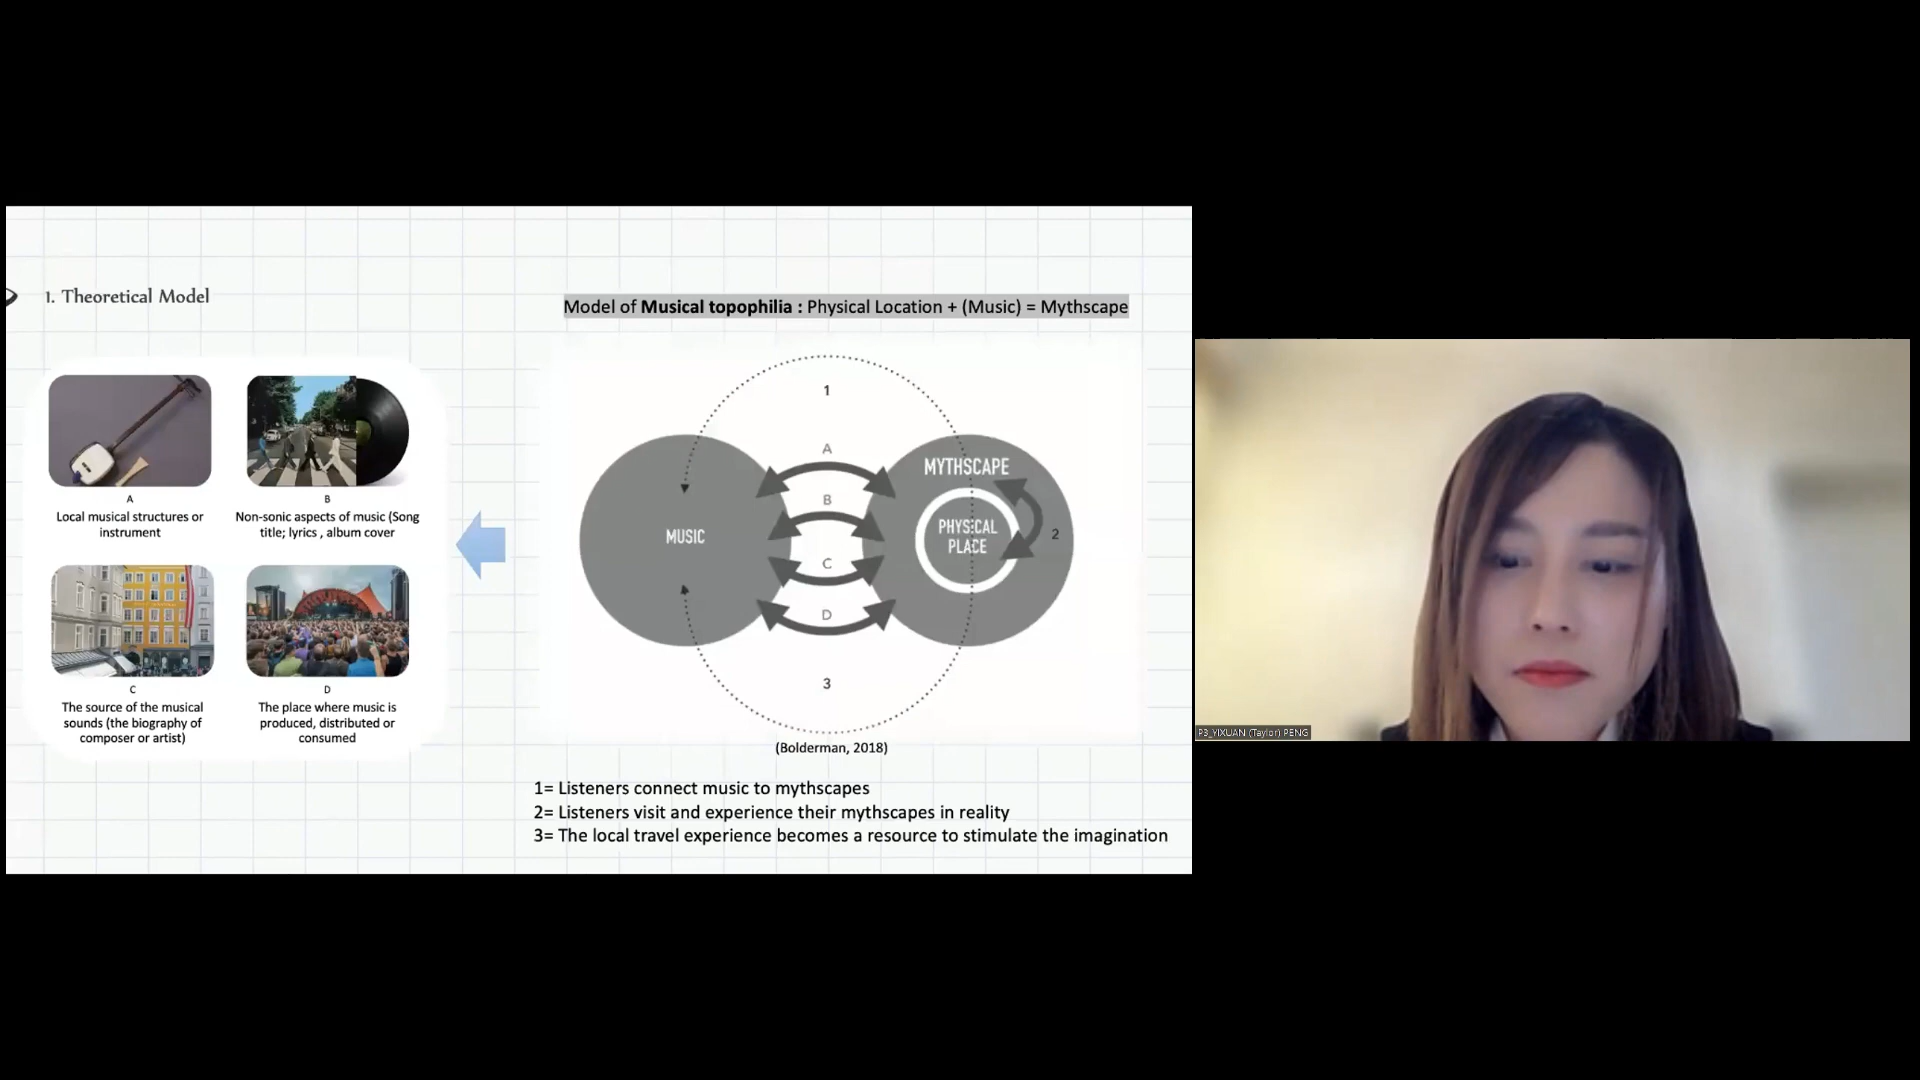 1. Theoretical Model
Model of Musical topophilia : Physical Location + (Music) = Mythscape
A
Local musical structures or
instrument
B
Non-sonic aspects of music (Song
title; lyrics , album cover
C
The source of the musical
sounds (the biography of
composer or artist)
D
The place where music is
produced, distributed or
consumed
1
A
B
C
D
MUSIC
MYTHSCAPE
PHYSICAL
PLACE
2
3
(Bolderman, 2018)
1= Listeners connect music to mythscapes
2= Listeners visit and experience their mythscapes in reality
3= The local travel experience becomes a resource to stimulate the imagination
P3_YIXUAN (Taylor) PENG